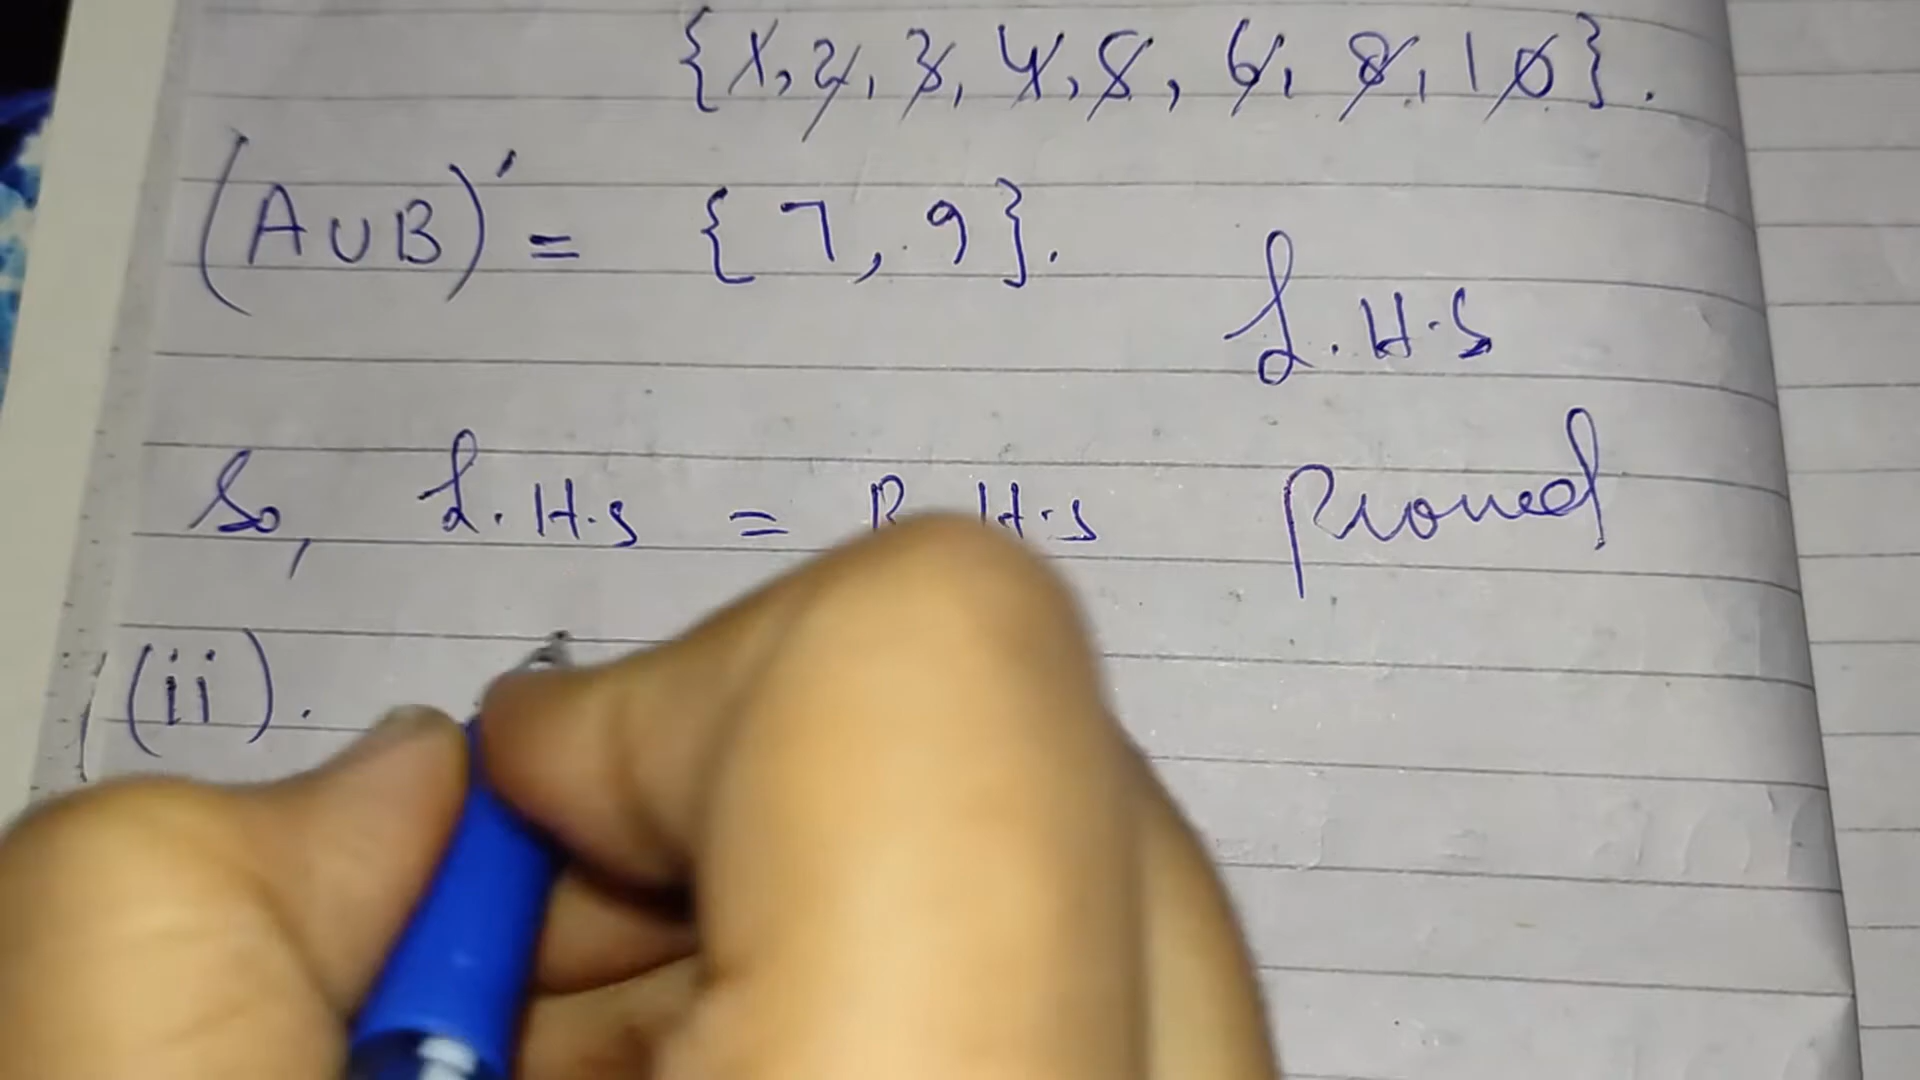 {1, 2, 3, 4, 5, 6, 8, 10}.
(A∪B)′ = {7, 9}.
L.H.S
So, L.H.S = R.H.S Proved
(ii).